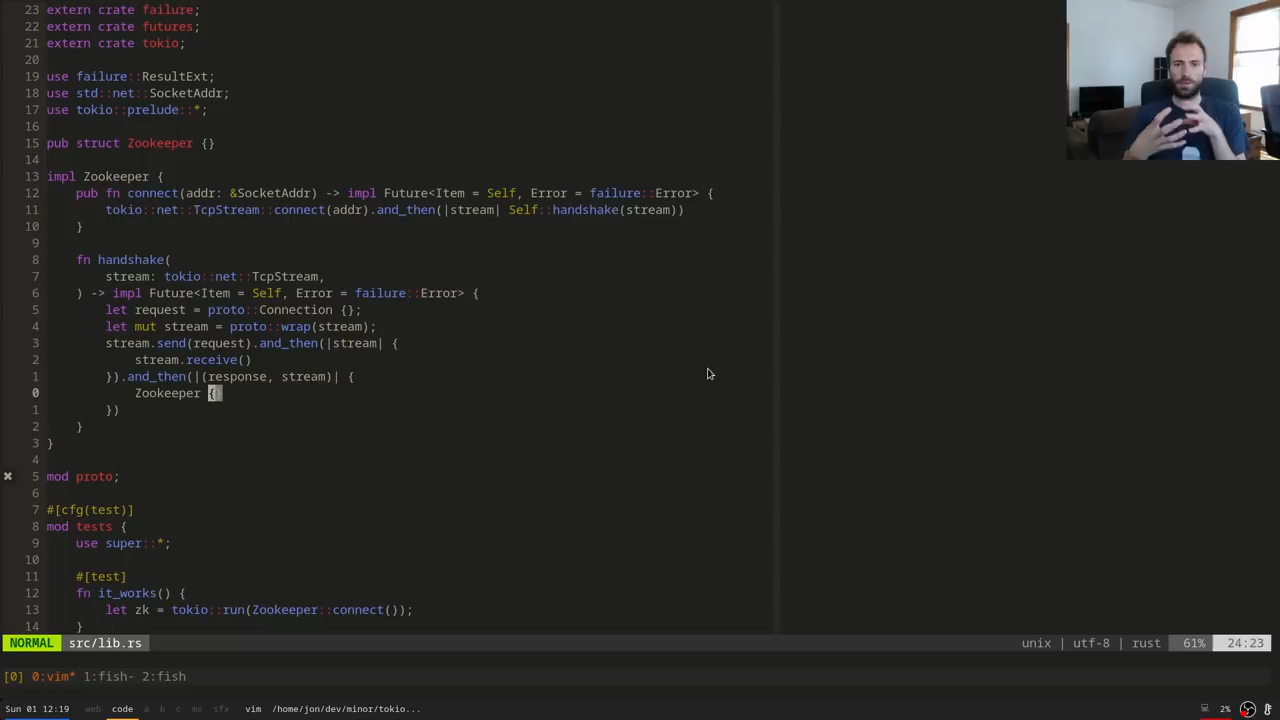 23 extern crate failure;
22 extern crate futures;
21 extern crate tokio;
20
19 use failure::ResultExt;
18 use std::net::SocketAddr;
17 use tokio::prelude::*;
16
15 pub struct Zookeeper {}
14
13 impl Zookeeper {
12     pub fn connect(addr: &SocketAddr) -> impl Future<Item = Self, Error = failure::Error> {
11         tokio::net::TcpStream::connect(addr).and_then(|stream| Self::handshake(stream))
10     }
9
8     fn handshake(
7         stream: tokio::net::TcpStream,
6     ) -> impl Future<Item = Self, Error = failure::Error> {
5         let request = proto::Connection {};
4         let mut stream = proto::wrap(stream);
3         stream.send(request).and_then(|stream| {
2             stream.receive()
1         }).and_then(|(response, stream)| {
0             Zookeeper {}
1         })
2     }
3 }
4
✖ 5 mod proto;
6
7 #[cfg(test)]
8 mod tests {
9     use super::*;
10
11     #[test]
12     fn it_works() {
13         let zk = tokio::run(Zookeeper::connect());
14     }
NORMAL src/lib.rs unix | utf-8 | rust 61% 24:23
[0] 0:vim* 1:fish- 2:fish
Sun 01 12:19 web code a b c mx sfx vim /home/jon/dev/minor/tokio... 2%